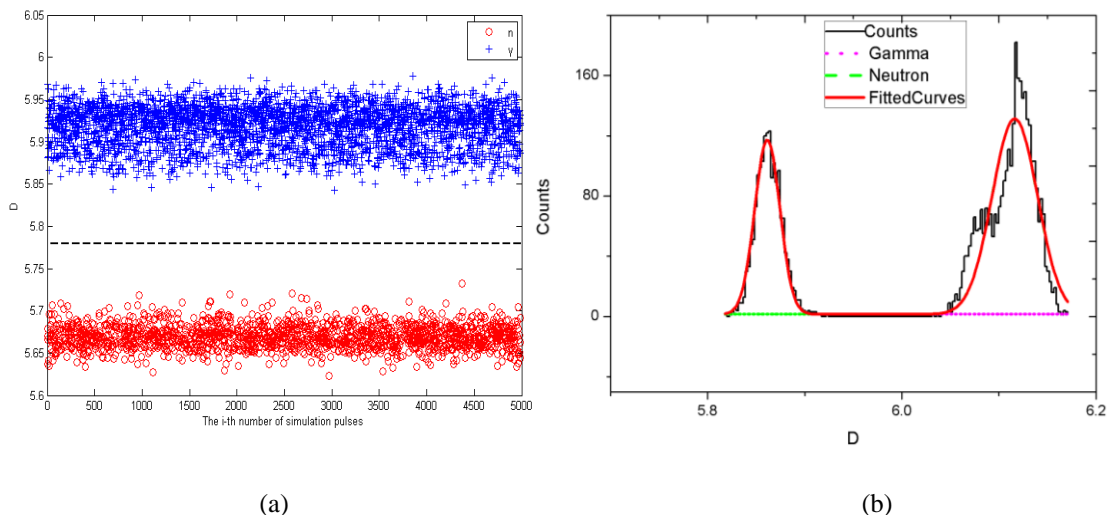 6.05
6
5.95
5.9
5.85
5.8
5.75
5.7
5.65
5.6
D
n
γ
0 500 1000 1500 2000 2500 3000 3500 4000 4500 5000
The i-th number of simulation pulses
(a)
Counts
Gamma
Neutron
FittedCurves
160
80
0
Counts
5.8 6.0 6.2
D
(b)